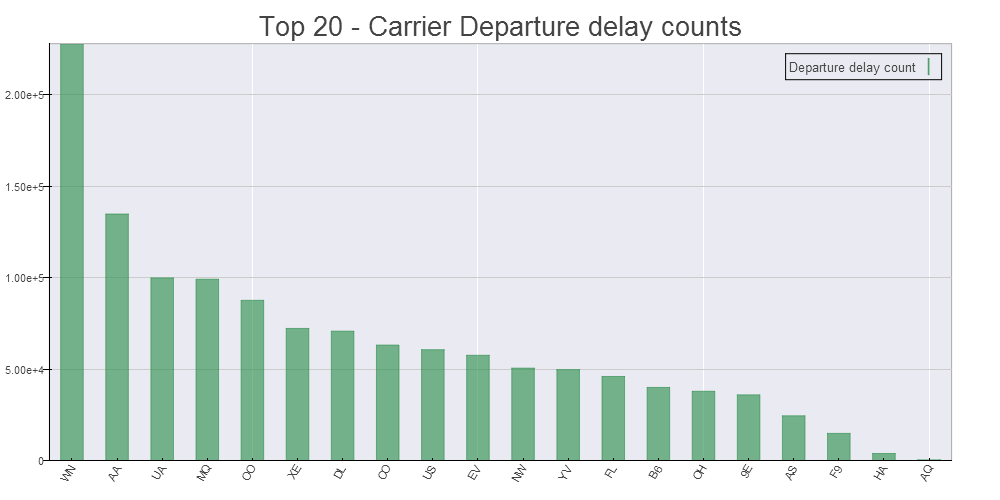 Top 20 - Carrier Departure delay counts
Departure delay count
2.00e+5
1.50e+5
1.00e+5
5.00e+4
0
WN AA UA MQ OO XE DL CO US EV NW YV FL B6 OH 9E AS F9 HA AQ